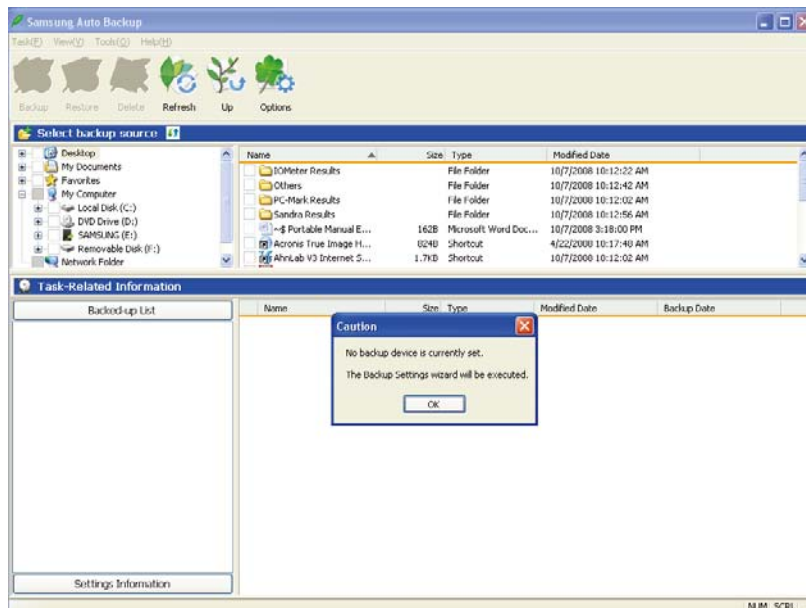 Samsung Auto Backup
Task(F) View(V) Tools(O) Help(H)
Backup Restore Delete Refresh Up Options
Select backup source
Desktop
My Documents
Favorites
My Computer
Local Disk (C:)
DVD Drive (D:)
SAMSUNG (E:)
Removable Disk (F:)
Network Folder
Name Size Type Modified Date
IOMeter Results File Folder 10/7/2008 10:12:22 AM
Others File Folder 10/7/2008 10:12:42 AM
PC-Mark Results File Folder 10/7/2008 10:12:02 AM
Sandra Results File Folder 10/7/2008 10:12:56 AM
~$ Portable Manual E... 162B Microsoft Word Doc... 10/7/2008 3:18:00 PM
Acronis True Image H... 824B Shortcut 4/22/2008 10:17:48 AM
AhnLab V3 Internet S... 1.7KB Shortcut 10/7/2008 10:12:02 AM
Task-Related Information
Backed-up List
Name Size Type Modified Date Backup Date
Caution
No backup device is currently set.
The Backup Settings wizard will be executed.
OK
Settings Information
NUM SCRL